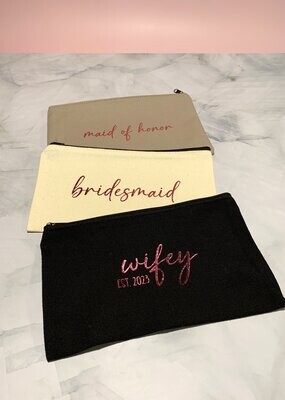 maid of honor
bridesmaid
wifey
EST. 2023